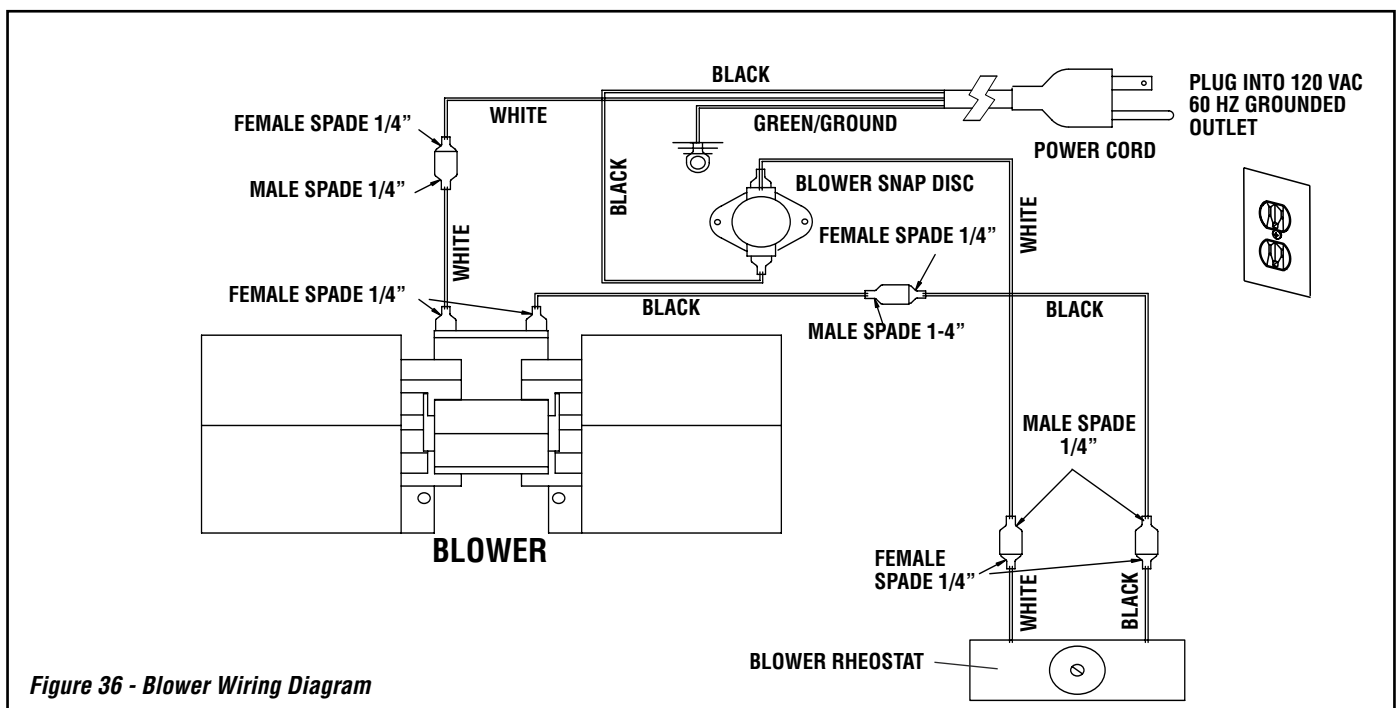 BLACK
PLUG INTO 120 VAC
60 HZ GROUNDED
OUTLET
WHITE
FEMALE SPADE 1/4”
GREEN/GROUND
POWER CORD
MALE SPADE 1/4”
BLACK
BLOWER SNAP DISC
WHITE
WHITE
FEMALE SPADE 1/4”
FEMALE SPADE 1/4”
BLACK
BLACK
MALE SPADE 1-4”
MALE SPADE
1/4”
BLOWER
FEMALE
SPADE 1/4”
WHITE
BLACK
BLOWER RHEOSTAT
Figure 36 - Blower Wiring Diagram